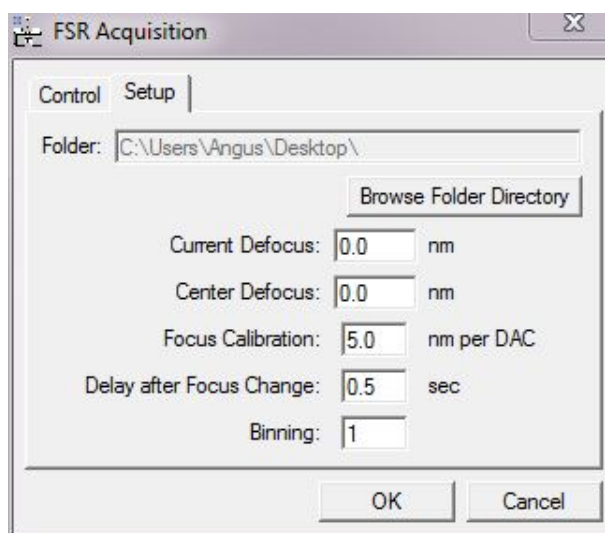 FSR Acquisition
Control Setup
Folder: C:\Users\Angus\Desktop\
Browse Folder Directory
Current Defocus: 0.0 nm
Center Defocus: 0.0 nm
Focus Calibration: 5.0 nm per DAC
Delay after Focus Change: 0.5 sec
Binning: 1
OK Cancel